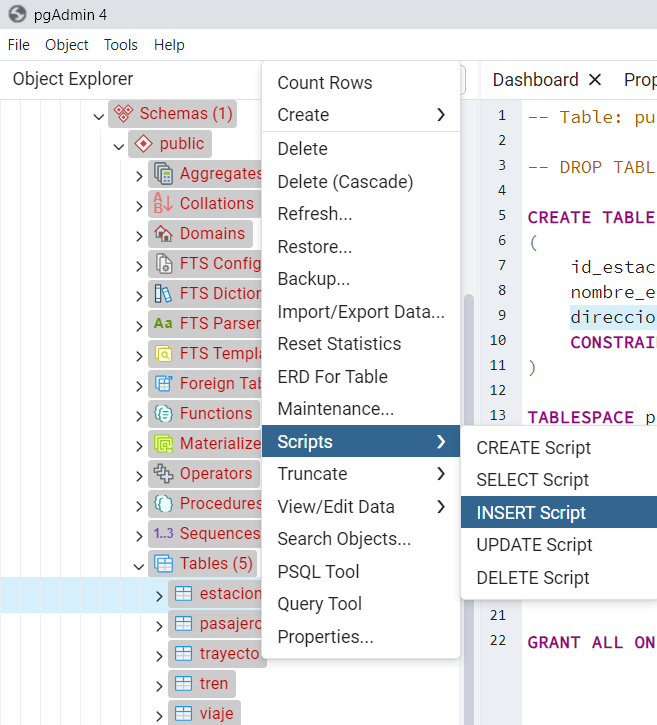 pgAdmin 4
File Object Tools Help
Object Explorer
Schemas (1)
public
Aggregates
Collations
Domains
FTS Config
FTS Diction
FTS Parser
FTS Templa
Foreign Tab
Functions
Materialize
Operators
Procedures
1..3 Sequences
Tables (5)
estacion
pasajero
trayecto
tren
viaje
Count Rows
Create
Delete
Delete (Cascade)
Refresh...
Restore...
Backup...
Import/Export Data...
Reset Statistics
ERD For Table
Maintenance...
Scripts
Truncate
View/Edit Data
Search Objects...
PSQL Tool
Query Tool
Properties...
CREATE Script
SELECT Script
INSERT Script
UPDATE Script
DELETE Script
Dashboard × Prop
1 -- Table: pu
2
3 -- DROP TABL
4
5 CREATE TABLE
6 (
7 id_estac
8 nombre_e
9 direccio
10 CONSTRAI
11 )
12
13 TABLESPACE p
21
22 GRANT ALL ON